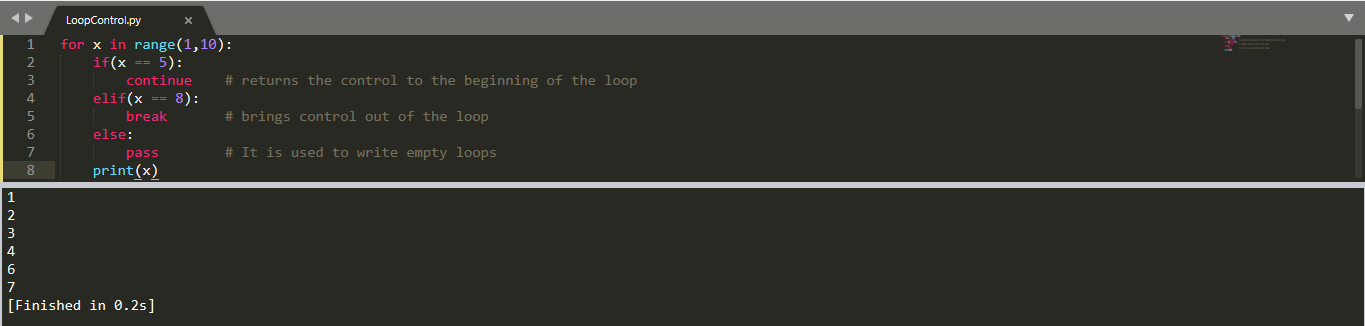 LoopControl.py ×
1 for x in range(1,10):
2     if(x == 5):
3         continue    # returns the control to the beginning of the loop
4     elif(x == 8):
5         break       # brings control out of the loop
6     else:
7         pass        # It is used to write empty loops
8     print(x)
1
2
3
4
6
7
[Finished in 0.2s]